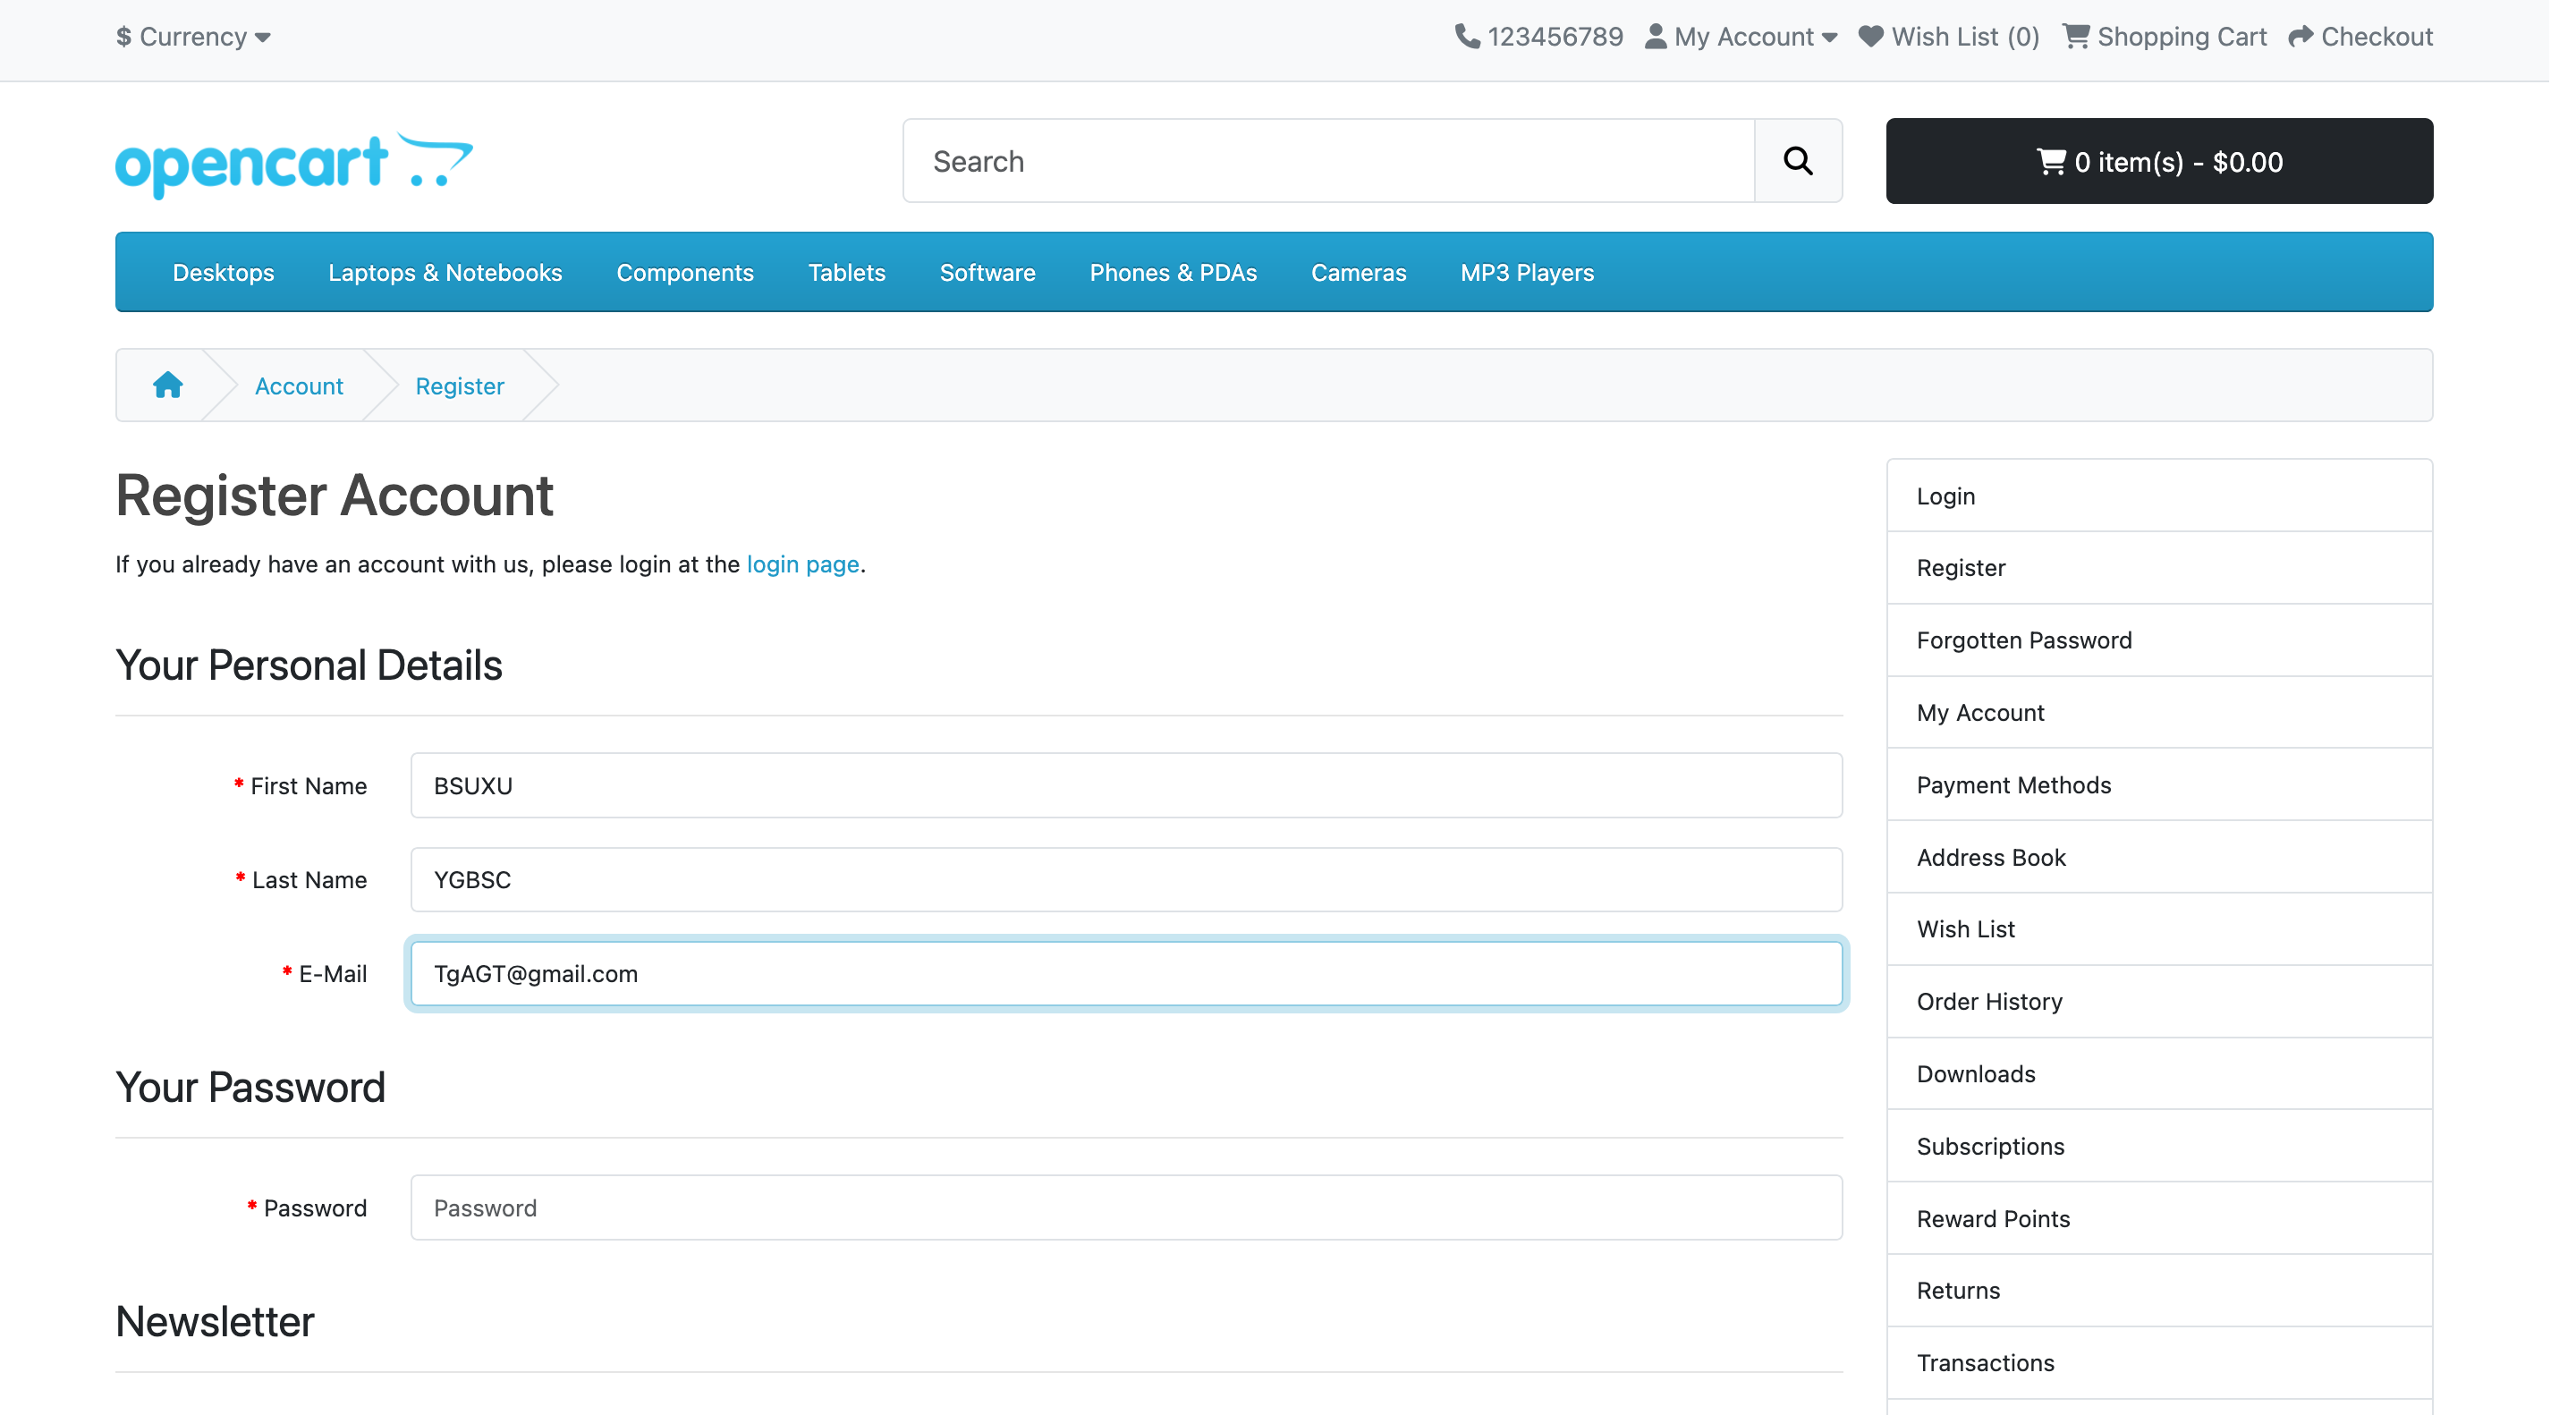 $ Currency 123456789 My Account Wish List (0) Shopping Cart Checkout
opencart Search 0 item(s) - $0.00
Desktops Laptops & Notebooks Components Tablets Software Phones & PDAs Cameras MP3 Players
Account Register
Register Account
If you already have an account with us, please login at the login page.
Your Personal Details
* First Name BSUXU
* Last Name YGBSC
* E-Mail TgAGT@gmail.com
Your Password
* Password Password
Newsletter
Login
Register
Forgotten Password
My Account
Payment Methods
Address Book
Wish List
Order History
Downloads
Subscriptions
Reward Points
Returns
Transactions